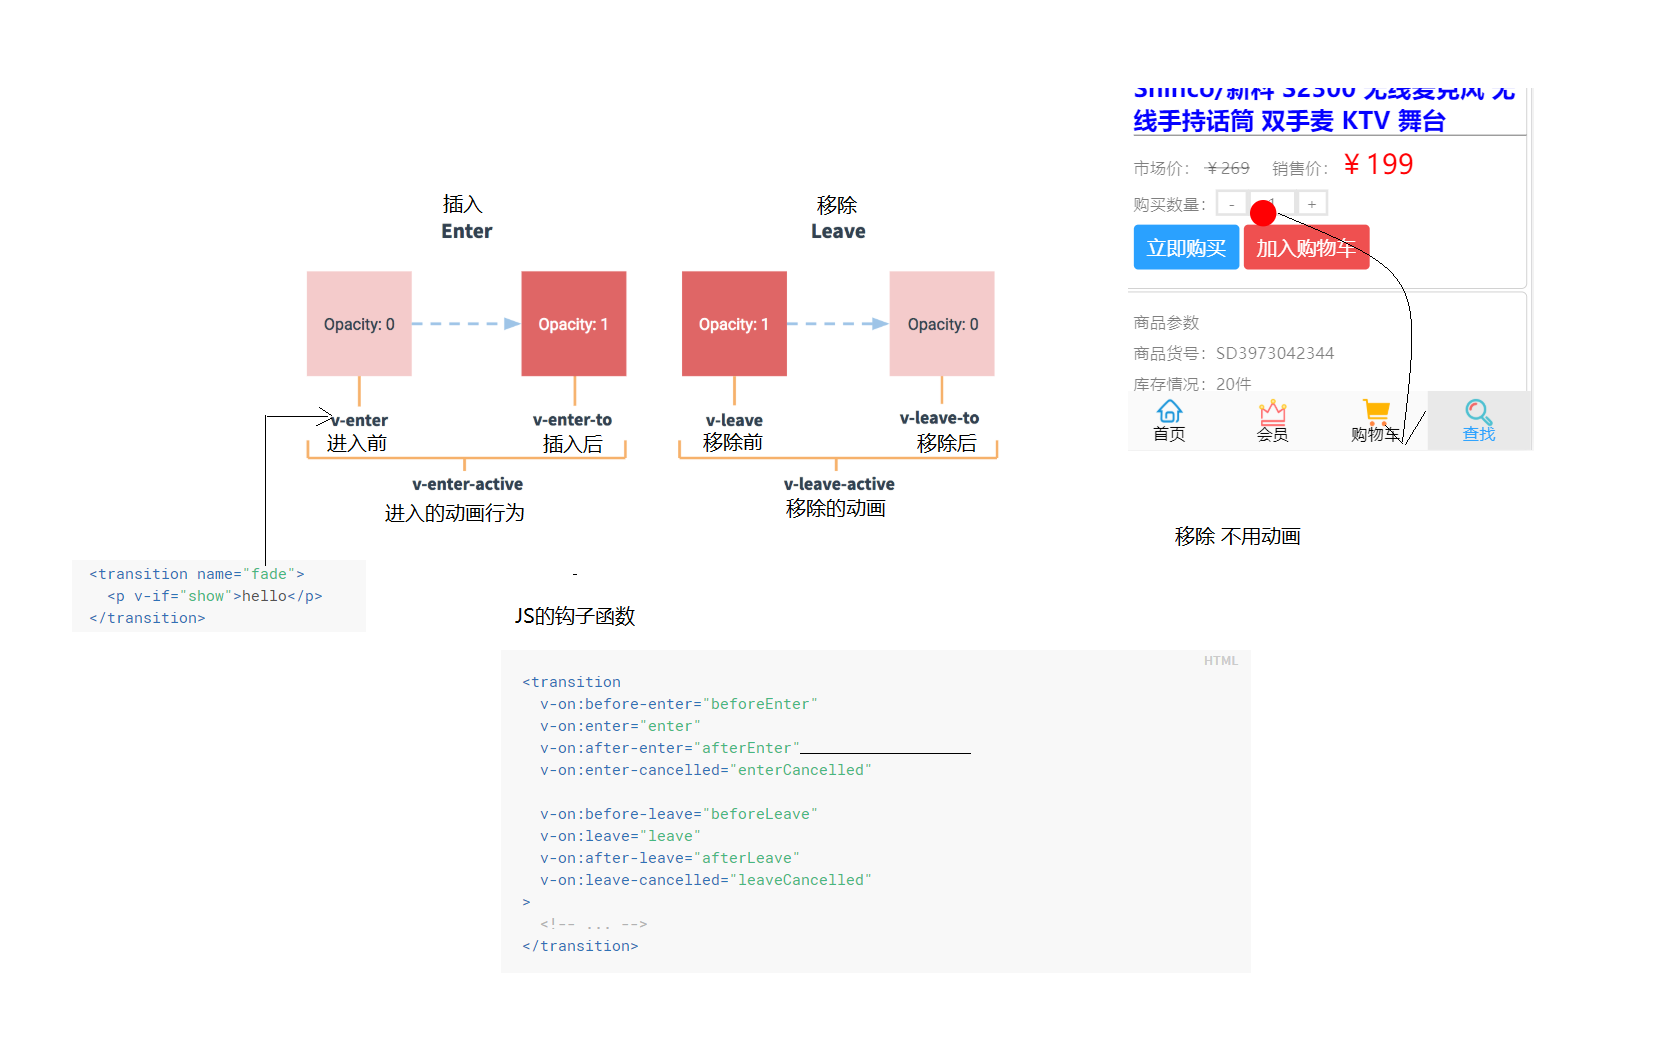 插入
Enter
Opacity: 0
Opacity: 1
v-enter
进入前
v-enter-to
插入后
v-enter-active
进入的动画行为
移除
Leave
Opacity: 1
Opacity: 0
v-leave
移除前
v-leave-to
移除后
v-leave-active
移除的动画
Shinco/新科 S2300 无线麦克风 无
线手持话筒 双手麦 KTV 舞台
市场价： ￥269 销售价： ￥199
购买数量： - 1 +
立即购买 加入购物车
商品参数
商品货号：SD3973042344
库存情况：20件
首页 会员 购物车 查找
移除 不用动画
<transition name="fade">
<p v-if="show">hello</p>
</transition>
JS的钩子函数
HTML
<transition
v-on:before-enter="beforeEnter"
v-on:enter="enter"
v-on:after-enter="afterEnter"
v-on:enter-cancelled="enterCancelled"
v-on:before-leave="beforeLeave"
v-on:leave="leave"
v-on:after-leave="afterLeave"
v-on:leave-cancelled="leaveCancelled"
>
<!-- ... -->
</transition>